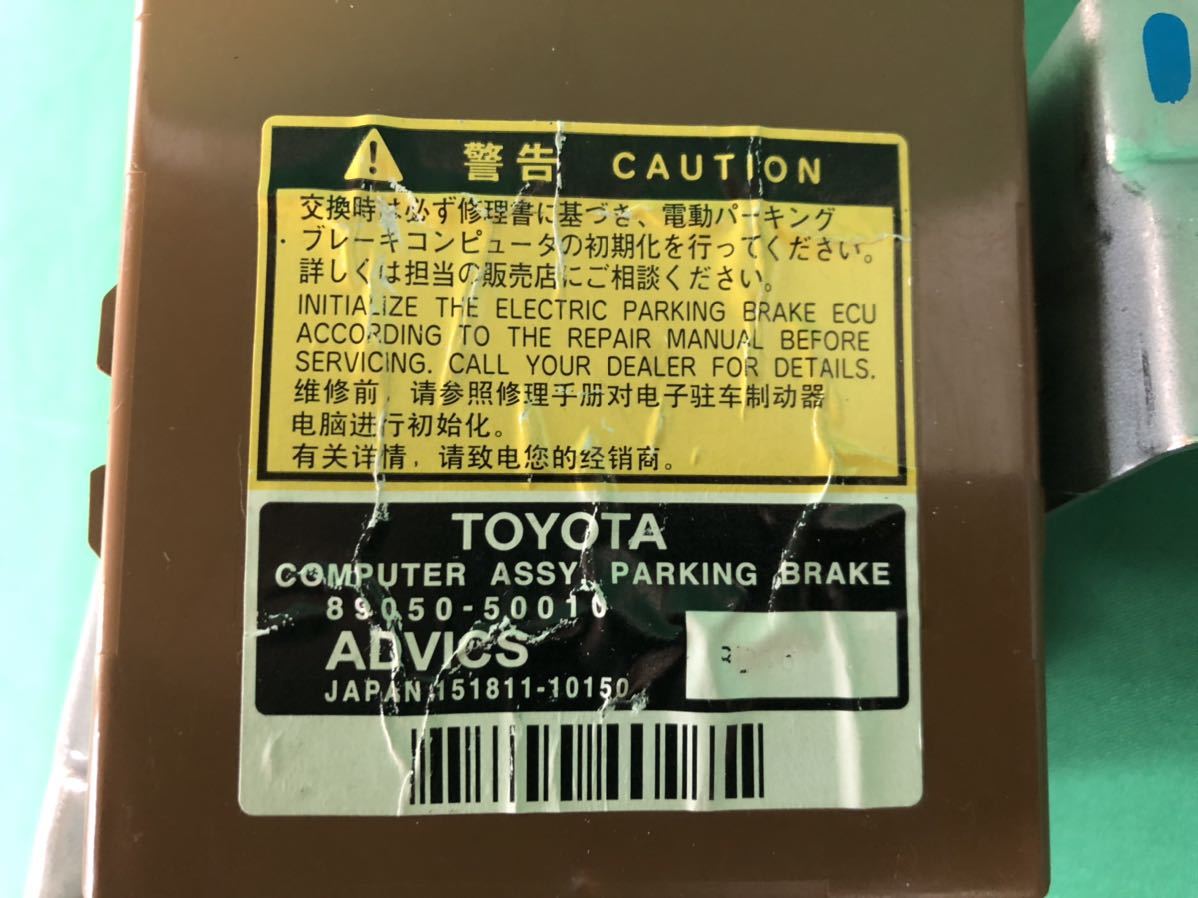 警告 CAUTION
交換時は必ず修理書に基づき、電動パーキング
ブレーキコンピュータの初期化を行ってください。
詳しくは担当の販売店にご相談ください。
INITIALIZE THE ELECTRIC PARKING BRAKE ECU
ACCORDING TO THE REPAIR MANUAL BEFORE
SERVICING. CALL YOUR DEALER FOR DETAILS.
维修前，请参照修理手册对电子驻车制动器
电脑进行初始化。
有关详情，请致电您的经销商。
TOYOTA
COMPUTER ASSY, PARKING BRAKE
89050-50010
ADVICS
JAPAN 151811-10150